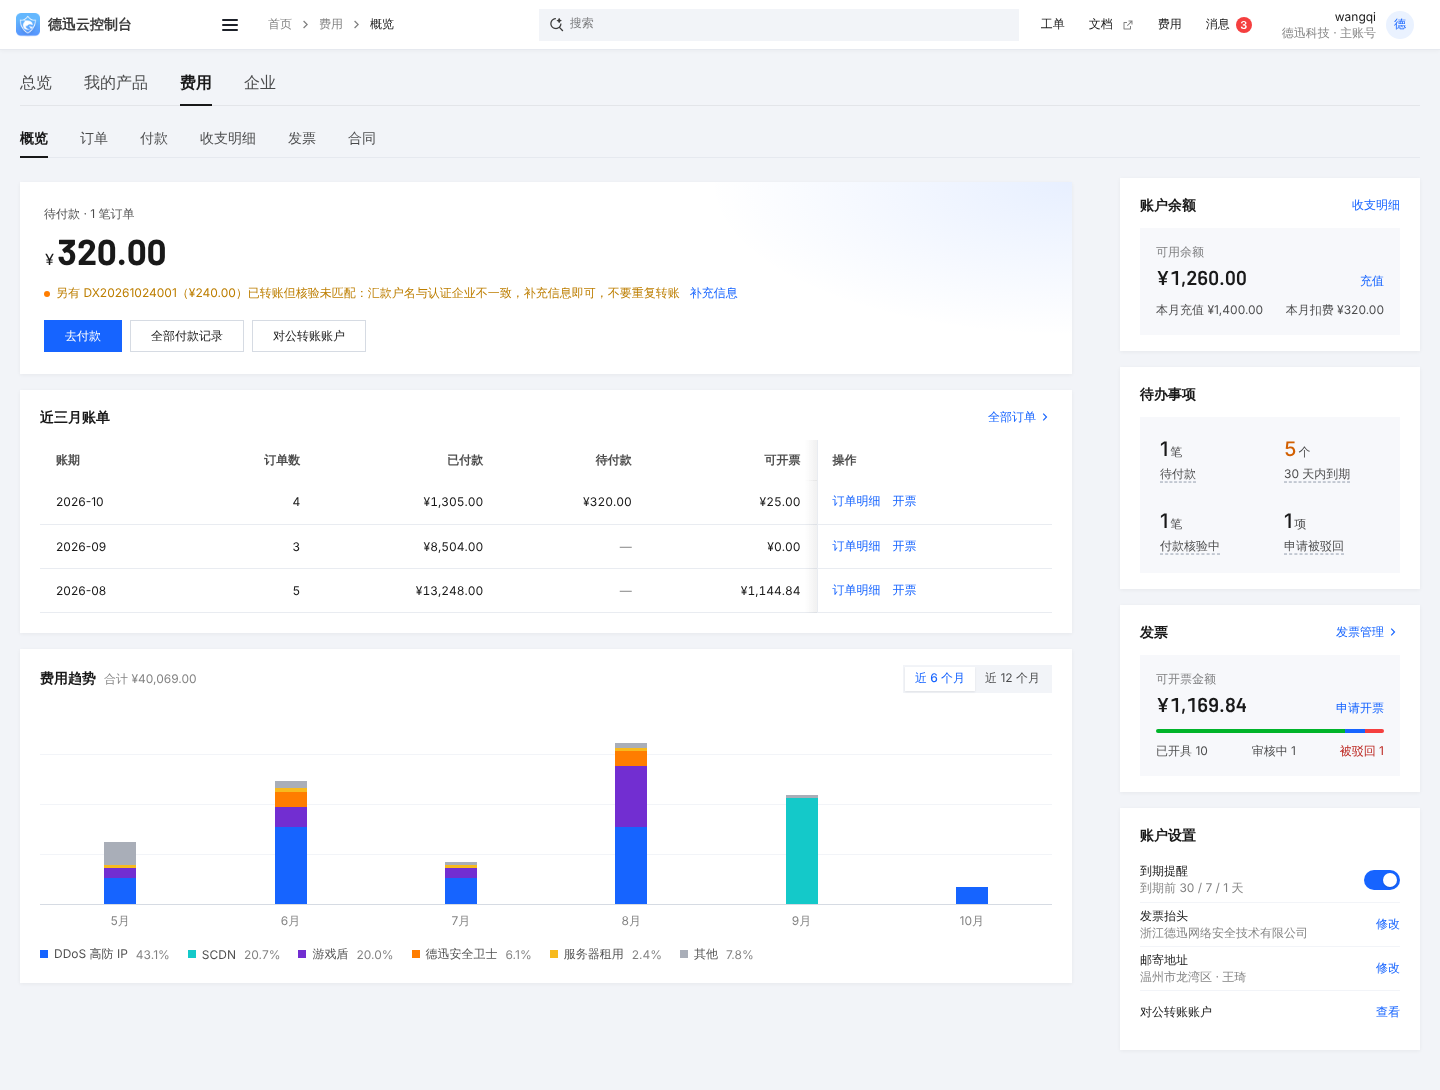 德迅云控制台
首页 > 费用 > 概览
搜索
工单 文档 费用 消息 3
wangqi
德迅科技 · 主账号
德
总览 我的产品 费用 企业
概览 订单 付款 收支明细 发票 合同
待付款 · 1 笔订单
¥320.00
另有 DX20261024001（¥240.00）已转账但核验未匹配：汇款户名与认证企业不一致，补充信息即可，不要重复转账 补充信息
去付款 全部付款记录 对公转账账户
近三月账单 全部订单 >
账期 订单数 已付款 待付款 可开票 操作
2026-10 4 ¥1,305.00 ¥320.00 ¥25.00 订单明细 开票
2026-09 3 ¥8,504.00 — ¥0.00 订单明细 开票
2026-08 5 ¥13,248.00 — ¥1,144.84 订单明细 开票
费用趋势 合计 ¥40,069.00 近 6 个月 近 12 个月
5月 6月 7月 8月 9月 10月
DDoS 高防 IP 43.1% SCDN 20.7% 游戏盾 20.0% 德迅安全卫士 6.1% 服务器租用 2.4% 其他 7.8%
账户余额 收支明细
可用余额
¥1,260.00 充值
本月充值 ¥1,400.00 本月扣费 ¥320.00
待办事项
1笔 5个
待付款 30 天内到期
1笔 1项
付款核验中 申请被驳回
发票 发票管理 >
可开票金额
¥1,169.84 申请开票
已开具 10 审核中 1 被驳回 1
账户设置
到期提醒
到期前 30 / 7 / 1 天
发票抬头
浙江德迅网络安全技术有限公司 修改
邮寄地址
温州市龙湾区 · 王琦 修改
对公转账账户 查看